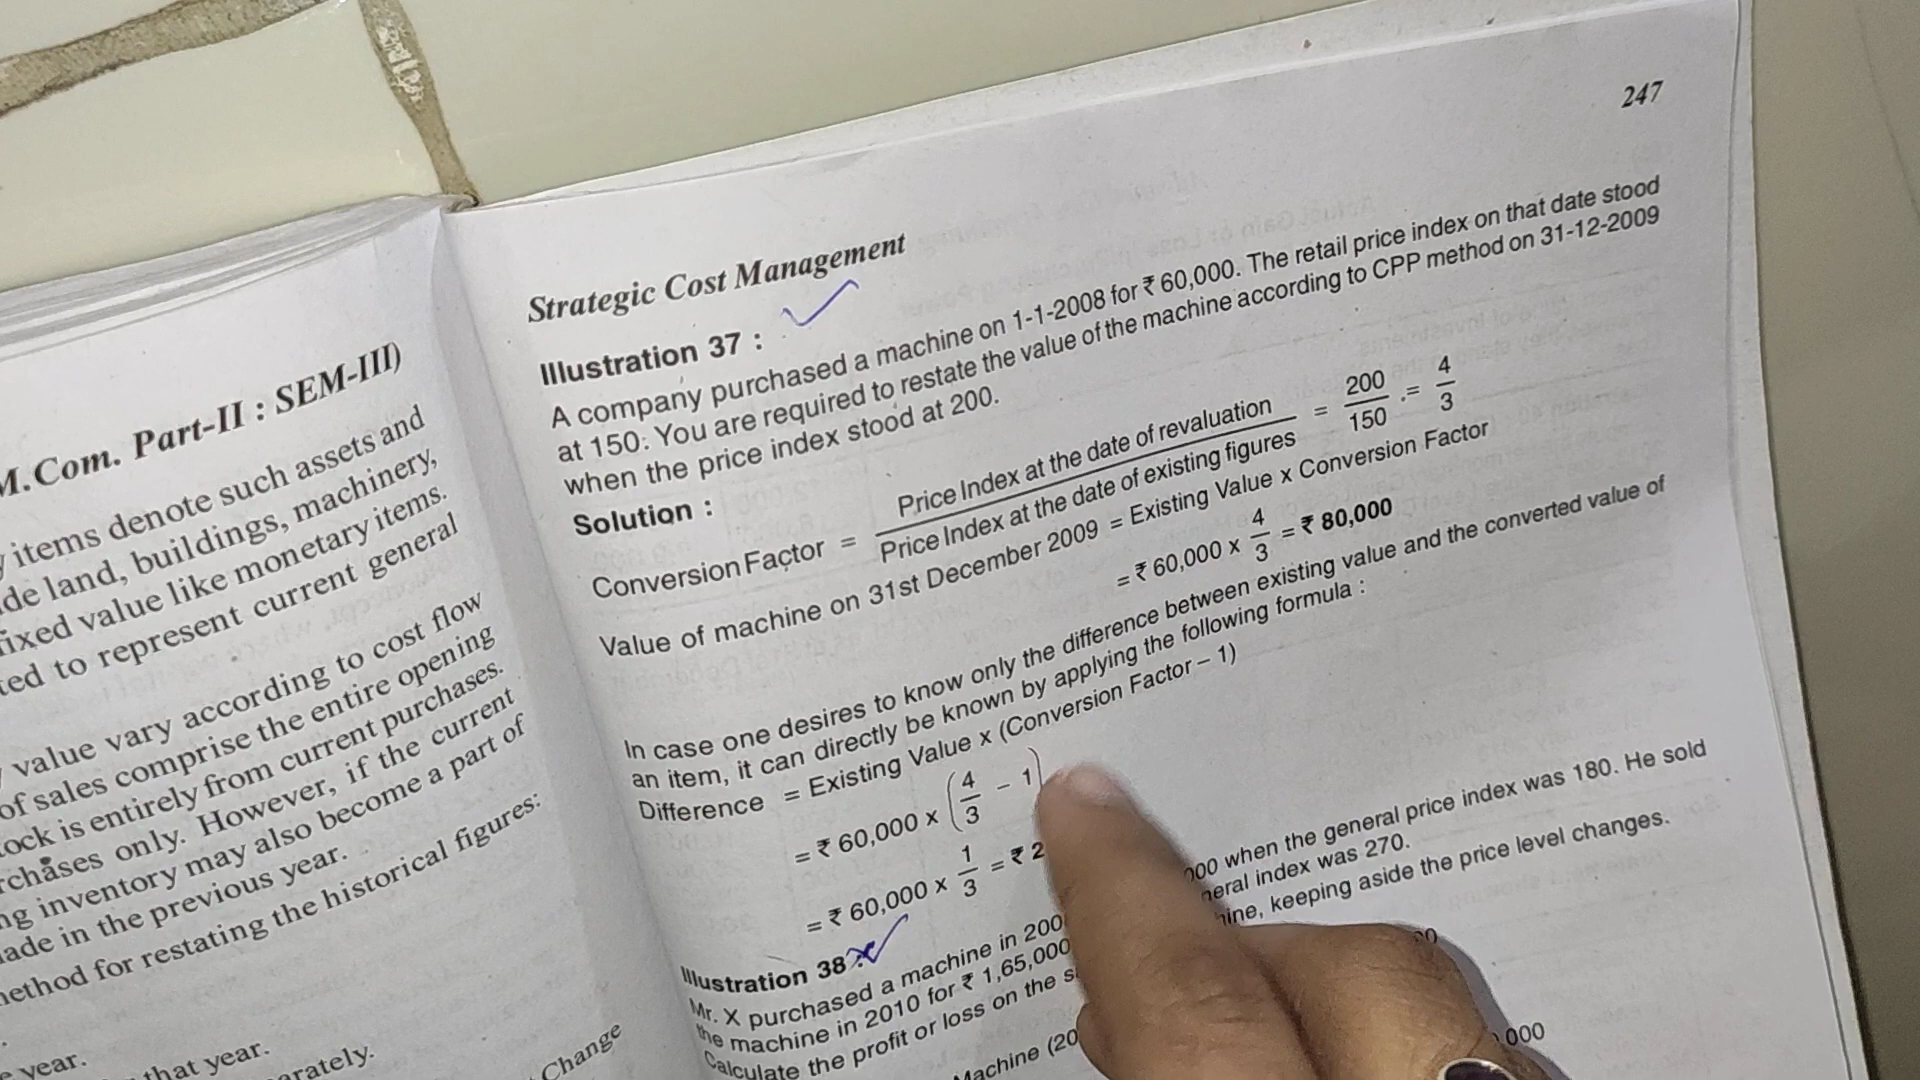 M.Com. Part-II : SEM-III)
items denote such assets and
land, buildings, machinery,
fixed value like monetary items.
to represent current general
value vary according to cost flow
of sales comprise the entire opening
is entirely from current purchases.
only. However, if the current
inventory may also become a part of
in the previous year.
for restating the historical figures:
year.
that year.
Change
247
Strategic Cost Management
Illustration 37 :
A company purchased a machine on 1-1-2008 for ₹ 60,000. The retail price index on that date stood
at 150. You are required to restate the value of the machine according to CPP method on 31-12-2009
when the price index stood at 200.
Solution :
Conversion Factor = Price Index at the date of revaluation / Price Index at the date of existing figures = 200 / 150 = 4 / 3
Value of machine on 31st December 2009 = Existing Value x Conversion Factor
= ₹ 60,000 x 4 / 3 = ₹ 80,000
In case one desires to know only the difference between existing value and the converted value of
an item, it can directly be known by applying the following formula :
Difference = Existing Value x (Conversion Factor – 1)
= ₹ 60,000 x ( 4 / 3 – 1 )
= ₹ 60,000 x 1 / 3 = ₹ 2
Illustration 38 :
Mr. X purchased a machine in 200 000 when the general price index was 180. He sold
the machine in 2010 for ₹ 1,65,000 index was 270.
Calculate the profit or loss on the keeping aside the price level changes.
Machine (20